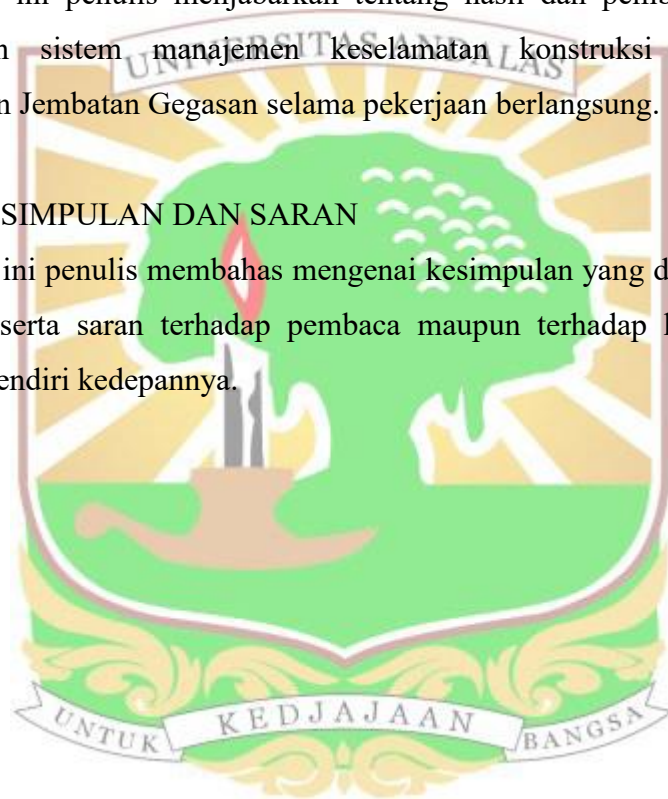 ini penulis menjabarkan tentang hasil dan pemb
n sistem manajemen keselamatan konstruksi
UNIVERSITAS ANDALAS
n Jembatan Gegasan selama pekerjaan berlangsung.
SIMPULAN DAN SARAN
ini penulis membahas mengenai kesimpulan yang d
serta saran terhadap pembaca maupun terhadap
endiri kedepannya.
UNTUK KEDJAJAAN BANGSA